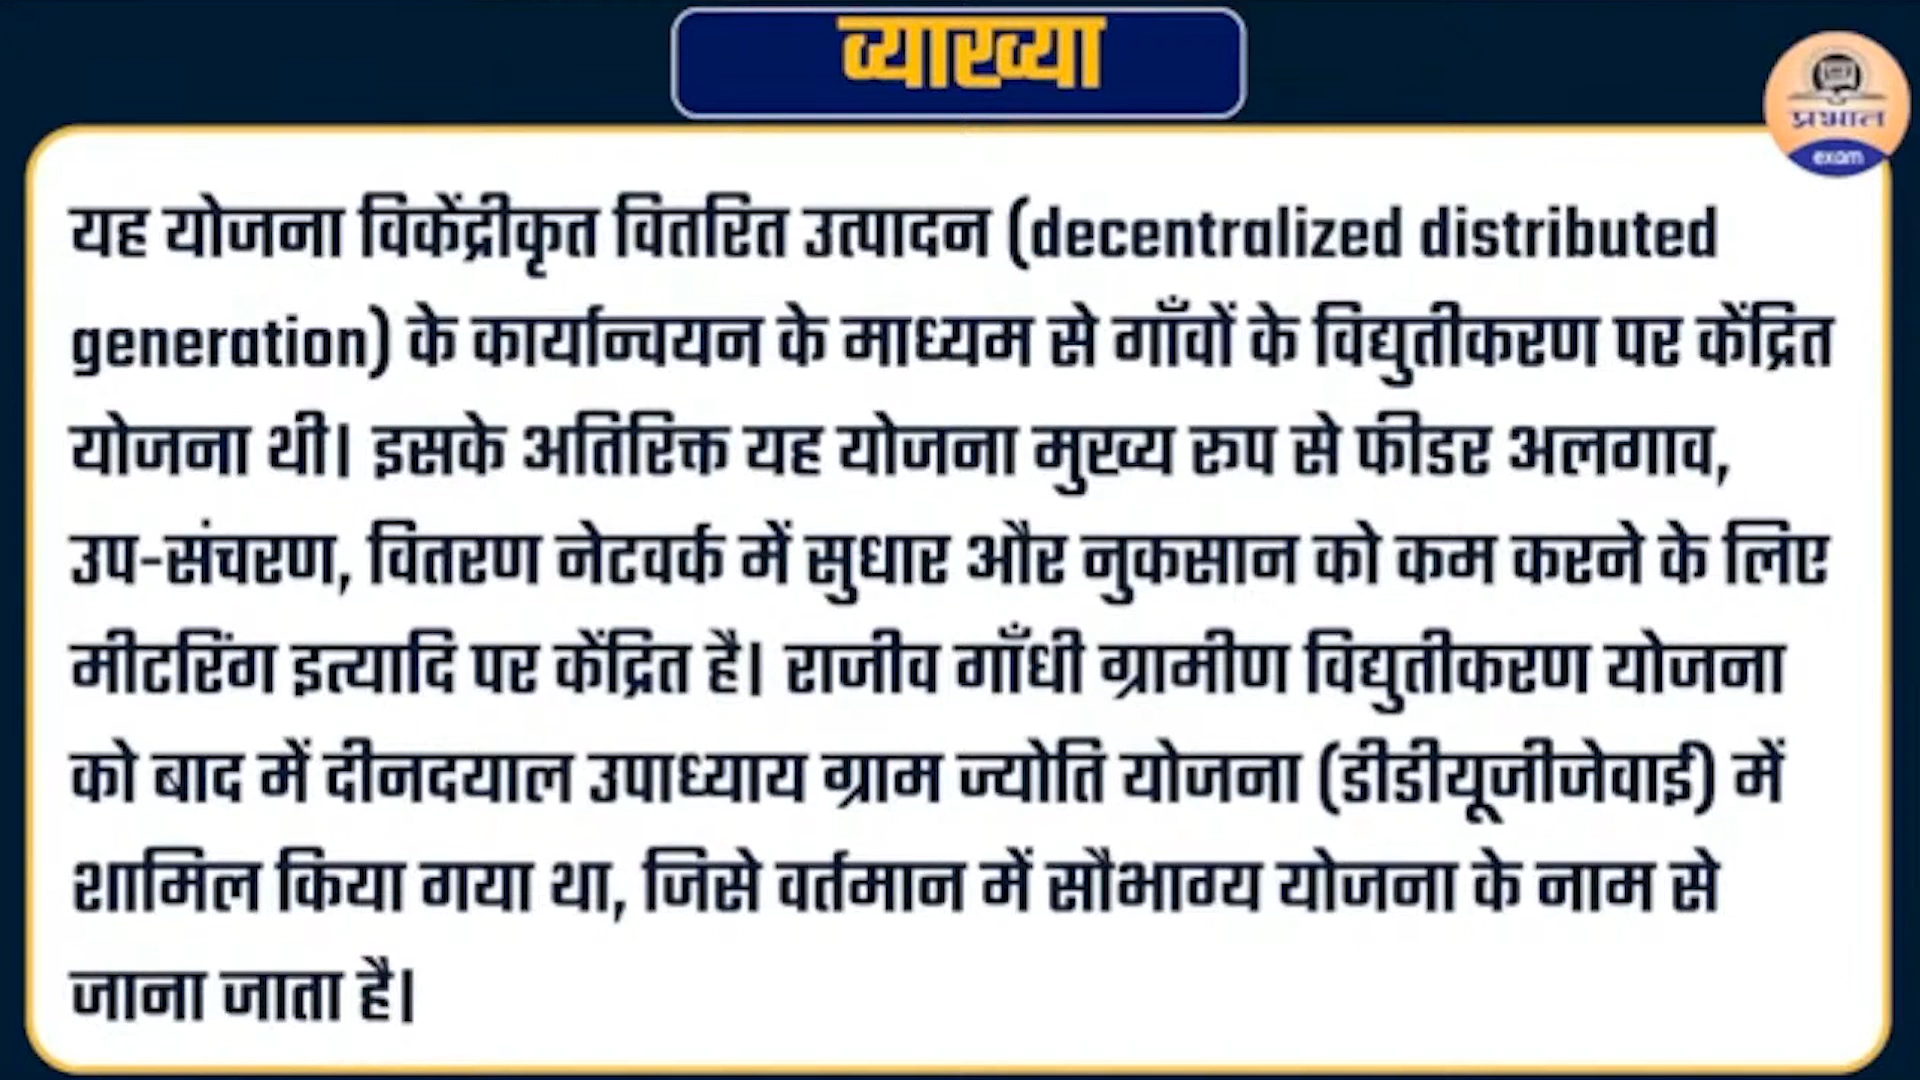 व्याख्या
प्रभात
exam
यह योजना विकेंद्रीकृत वितरित उत्पादन (decentralized distributed
generation) के कार्यान्वयन के माध्यम से गाँवों के विद्युतीकरण पर केंद्रित
योजना थी। इसके अतिरिक्त यह योजना मुख्य रूप से फीडर अलगाव,
उप-संचरण, वितरण नेटवर्क में सुधार और नुकसान को कम करने के लिए
मीटरिंग इत्यादि पर केंद्रित है। राजीव गाँधी ग्रामीण विद्युतीकरण योजना
को बाद में दीनदयाल उपाध्याय ग्राम ज्योति योजना (डीडीयूजीजेवाई) में
शामिल किया गया था, जिसे वर्तमान में सौभाग्य योजना के नाम से
जाना जाता है।